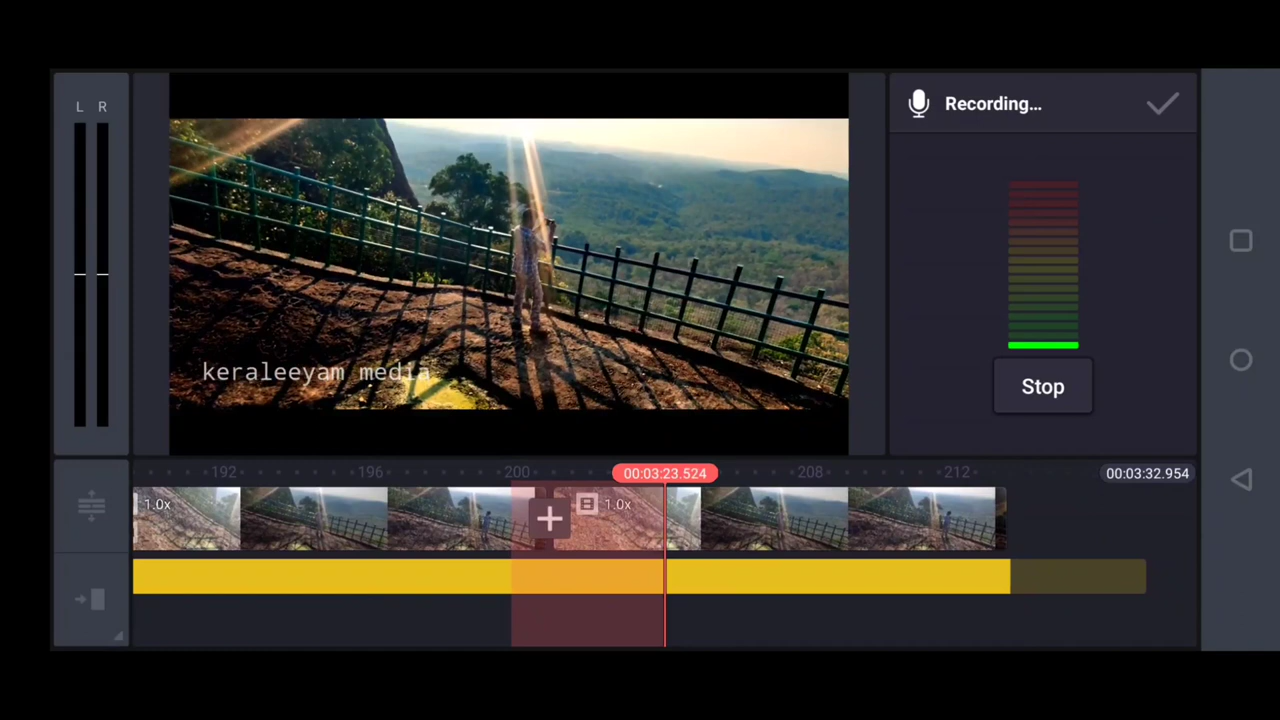 L R
Recording...
keraleeyam media
Stop
192 196 200 00:03:23.524 208 212 00:03:32.954
1.0x 1.0x